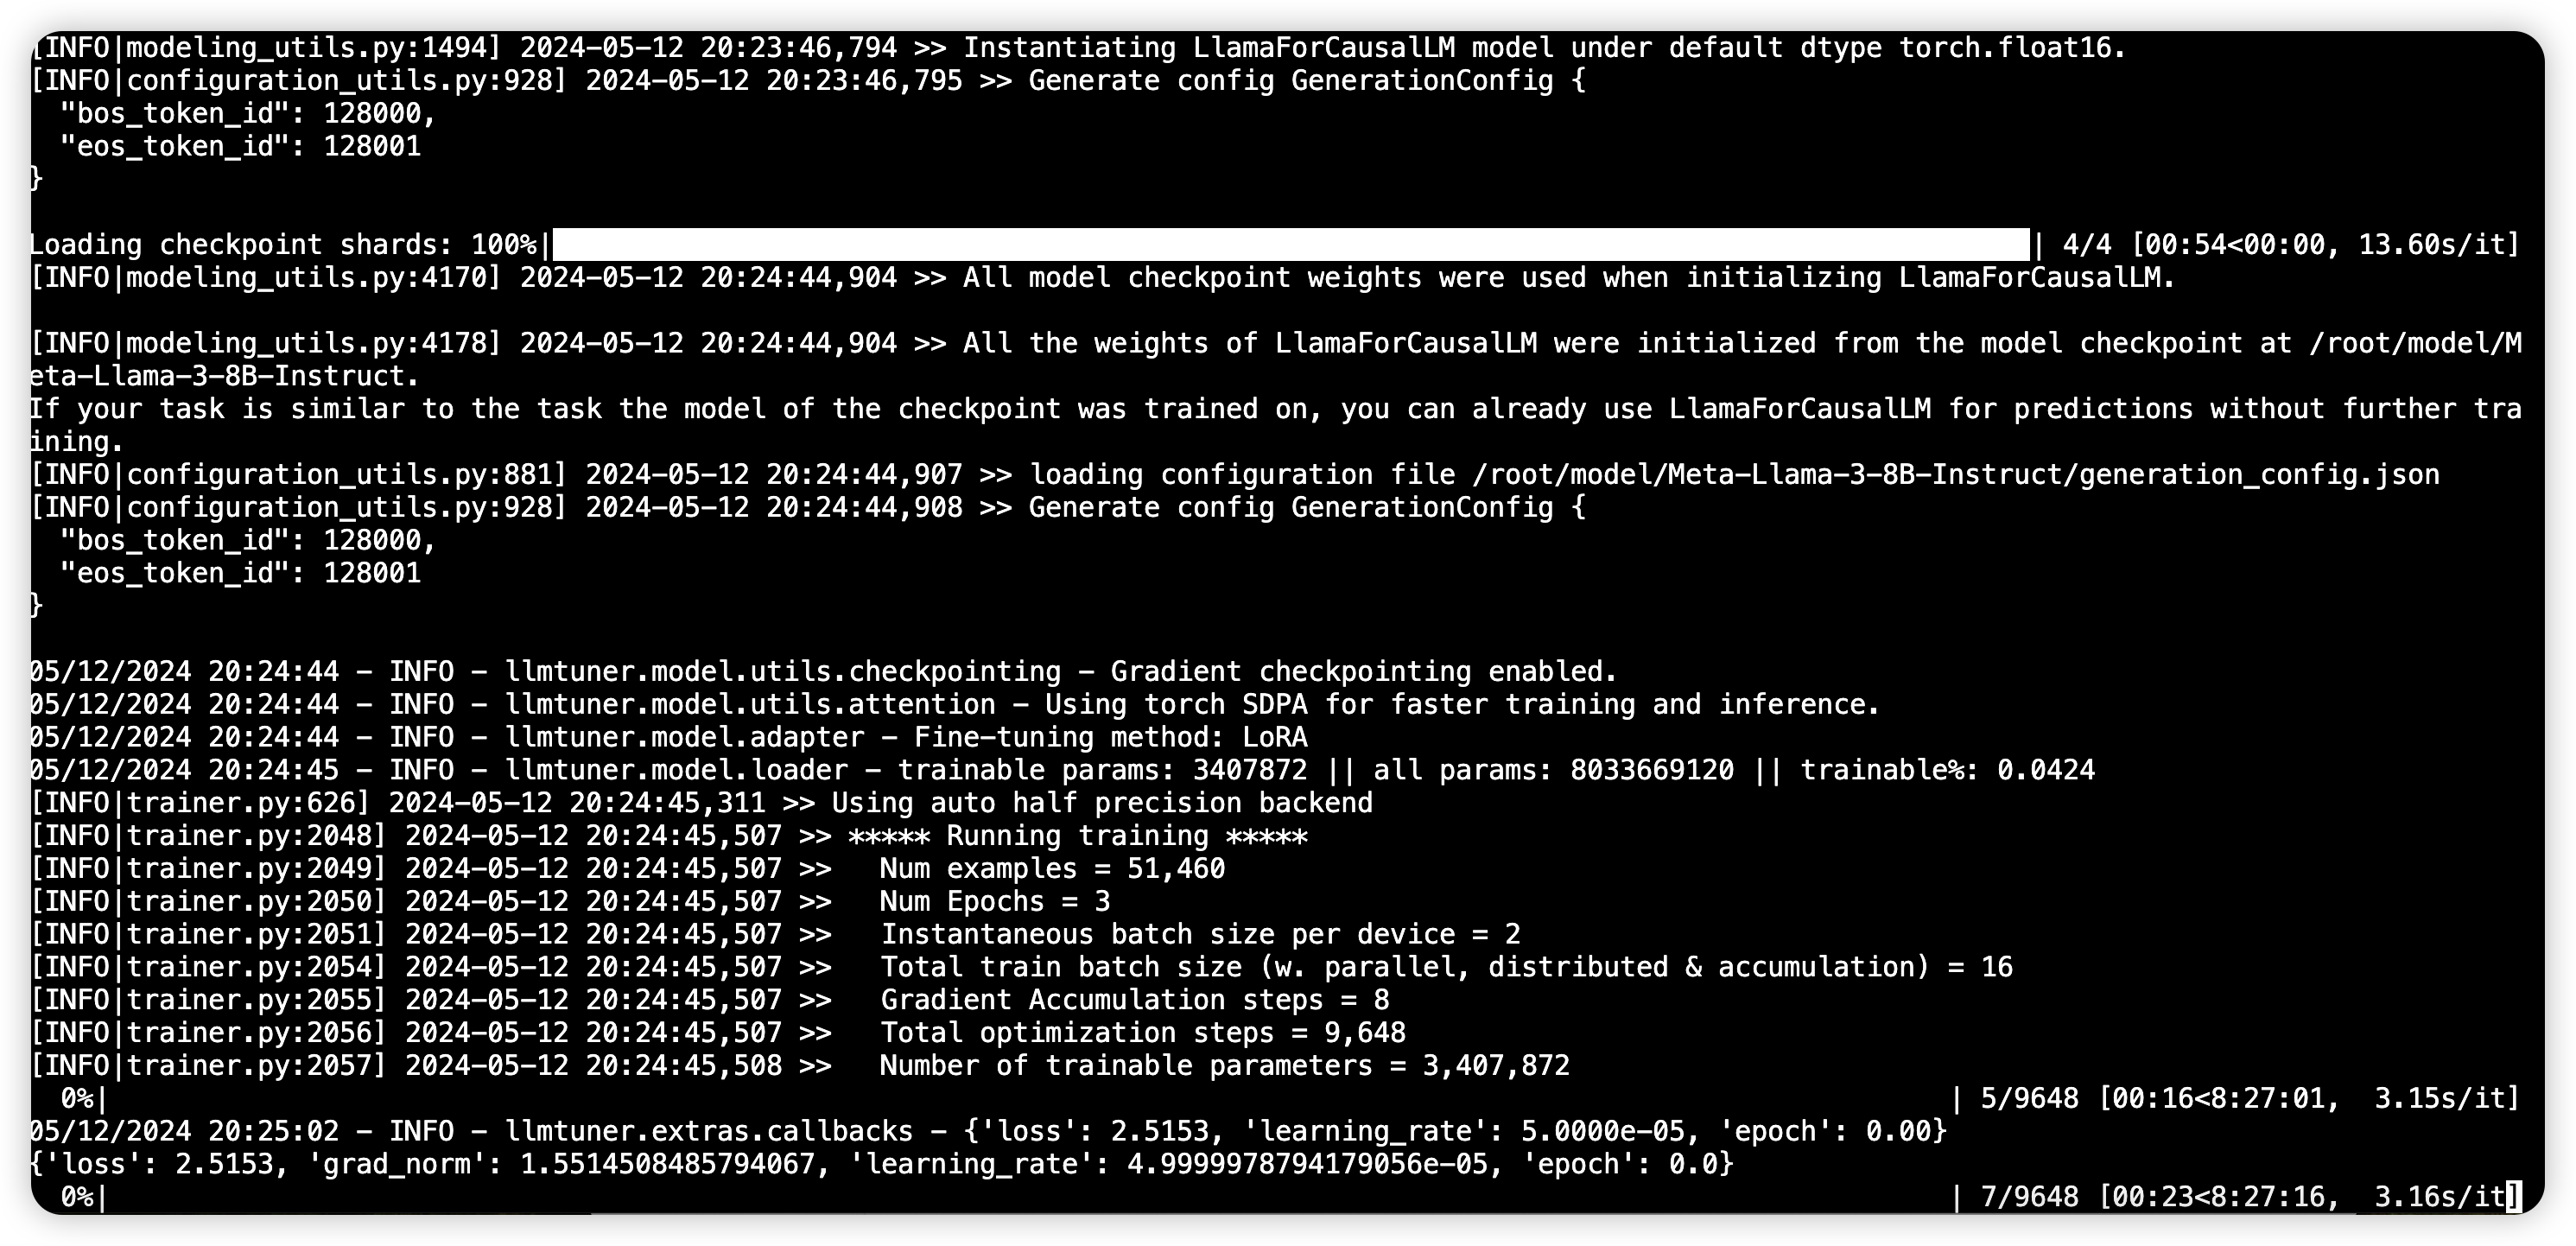 [INFO|modeling_utils.py:1494] 2024-05-12 20:23:46,794 >> Instantiating LlamaForCausalLM model under default dtype torch.float16.
[INFO|configuration_utils.py:928] 2024-05-12 20:23:46,795 >> Generate config GenerationConfig {
  "bos_token_id": 128000,
  "eos_token_id": 128001
}
Loading checkpoint shards: 100%| | 4/4 [00:54<00:00, 13.60s/it]
[INFO|modeling_utils.py:4170] 2024-05-12 20:24:44,904 >> All model checkpoint weights were used when initializing LlamaForCausalLM.
[INFO|modeling_utils.py:4178] 2024-05-12 20:24:44,904 >> All the weights of LlamaForCausalLM were initialized from the model checkpoint at /root/model/M
eta-Llama-3-8B-Instruct.
If your task is similar to the task the model of the checkpoint was trained on, you can already use LlamaForCausalLM for predictions without further tra
ining.
[INFO|configuration_utils.py:881] 2024-05-12 20:24:44,907 >> loading configuration file /root/model/Meta-Llama-3-8B-Instruct/generation_config.json
[INFO|configuration_utils.py:928] 2024-05-12 20:24:44,908 >> Generate config GenerationConfig {
  "bos_token_id": 128000,
  "eos_token_id": 128001
}
05/12/2024 20:24:44 - INFO - llmtuner.model.utils.checkpointing - Gradient checkpointing enabled.
05/12/2024 20:24:44 - INFO - llmtuner.model.utils.attention - Using torch SDPA for faster training and inference.
05/12/2024 20:24:44 - INFO - llmtuner.model.adapter - Fine-tuning method: LoRA
05/12/2024 20:24:45 - INFO - llmtuner.model.loader - trainable params: 3407872 || all params: 8033669120 || trainable%: 0.0424
[INFO|trainer.py:626] 2024-05-12 20:24:45,311 >> Using auto half precision backend
[INFO|trainer.py:2048] 2024-05-12 20:24:45,507 >> ***** Running training *****
[INFO|trainer.py:2049] 2024-05-12 20:24:45,507 >>   Num examples = 51,460
[INFO|trainer.py:2050] 2024-05-12 20:24:45,507 >>   Num Epochs = 3
[INFO|trainer.py:2051] 2024-05-12 20:24:45,507 >>   Instantaneous batch size per device = 2
[INFO|trainer.py:2054] 2024-05-12 20:24:45,507 >>   Total train batch size (w. parallel, distributed & accumulation) = 16
[INFO|trainer.py:2055] 2024-05-12 20:24:45,507 >>   Gradient Accumulation steps = 8
[INFO|trainer.py:2056] 2024-05-12 20:24:45,507 >>   Total optimization steps = 9,648
[INFO|trainer.py:2057] 2024-05-12 20:24:45,508 >>   Number of trainable parameters = 3,407,872
  0%| | 5/9648 [00:16<8:27:01,  3.15s/it]
05/12/2024 20:25:02 - INFO - llmtuner.extras.callbacks - {'loss': 2.5153, 'learning_rate': 5.0000e-05, 'epoch': 0.00}
{'loss': 2.5153, 'grad_norm': 1.5514508485794067, 'learning_rate': 4.9999978794179056e-05, 'epoch': 0.0}
  0%| | 7/9648 [00:23<8:27:16,  3.16s/it]